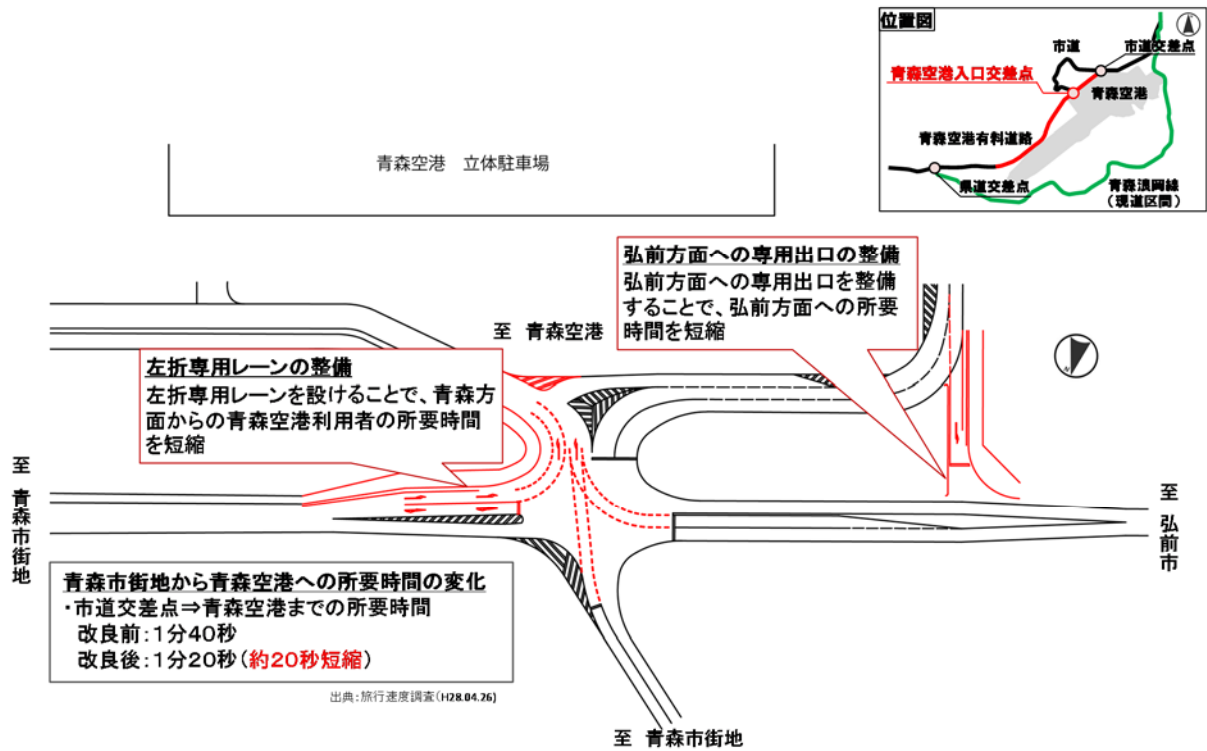 位置図
市道
市道交差点
青森空港入口交差点
青森空港
青森空港有料道路
県道交差点
青森浪岡線
（現道区間）
青森空港　立体駐車場
弘前方面への専用出口の整備
弘前方面への専用出口を整備
することで、弘前方面への所要
時間を短縮
至　青森空港
左折専用レーンの整備
左折専用レーンを設けることで、青森方
面からの青森空港利用者の所要時間
を短縮
N
至　青森市街地
至　弘前市
青森市街地から青森空港への所要時間の変化
・市道交差点⇒青森空港までの所要時間
改良前：1分40秒
改良後：1分20秒（約20秒短縮）
出典：旅行速度調査（H28.04.26）
至　青森市街地